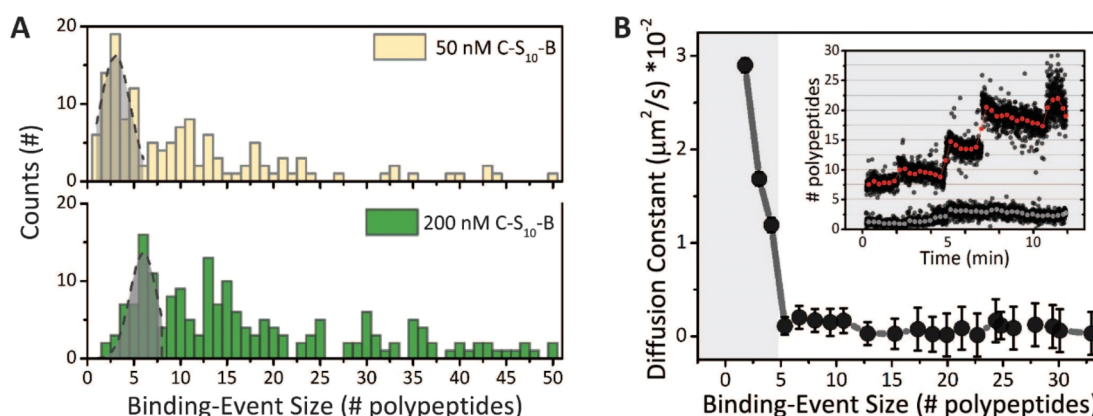 A
20
10
0
50 nM C-S10-B
Counts (#)
20
10
0
200 nM C-S10-B
0 5 10 15 20 25 30 35 40 45 50
Binding-Event Size (# polypeptides)
B
Diffusion Constant (μm²/s) *10⁻²
3
2
1
0
0 5 10 15 20 25 30
Binding-Event Size (# polypeptides)
# polypeptides
30
25
20
15
10
5
0
0 5 10
Time (min)